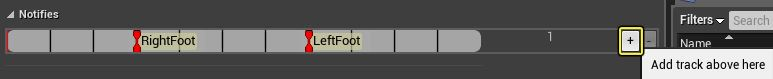 Notifies
RightFoot LeftFoot 1 + -
Filters Search
Name
Add track above here